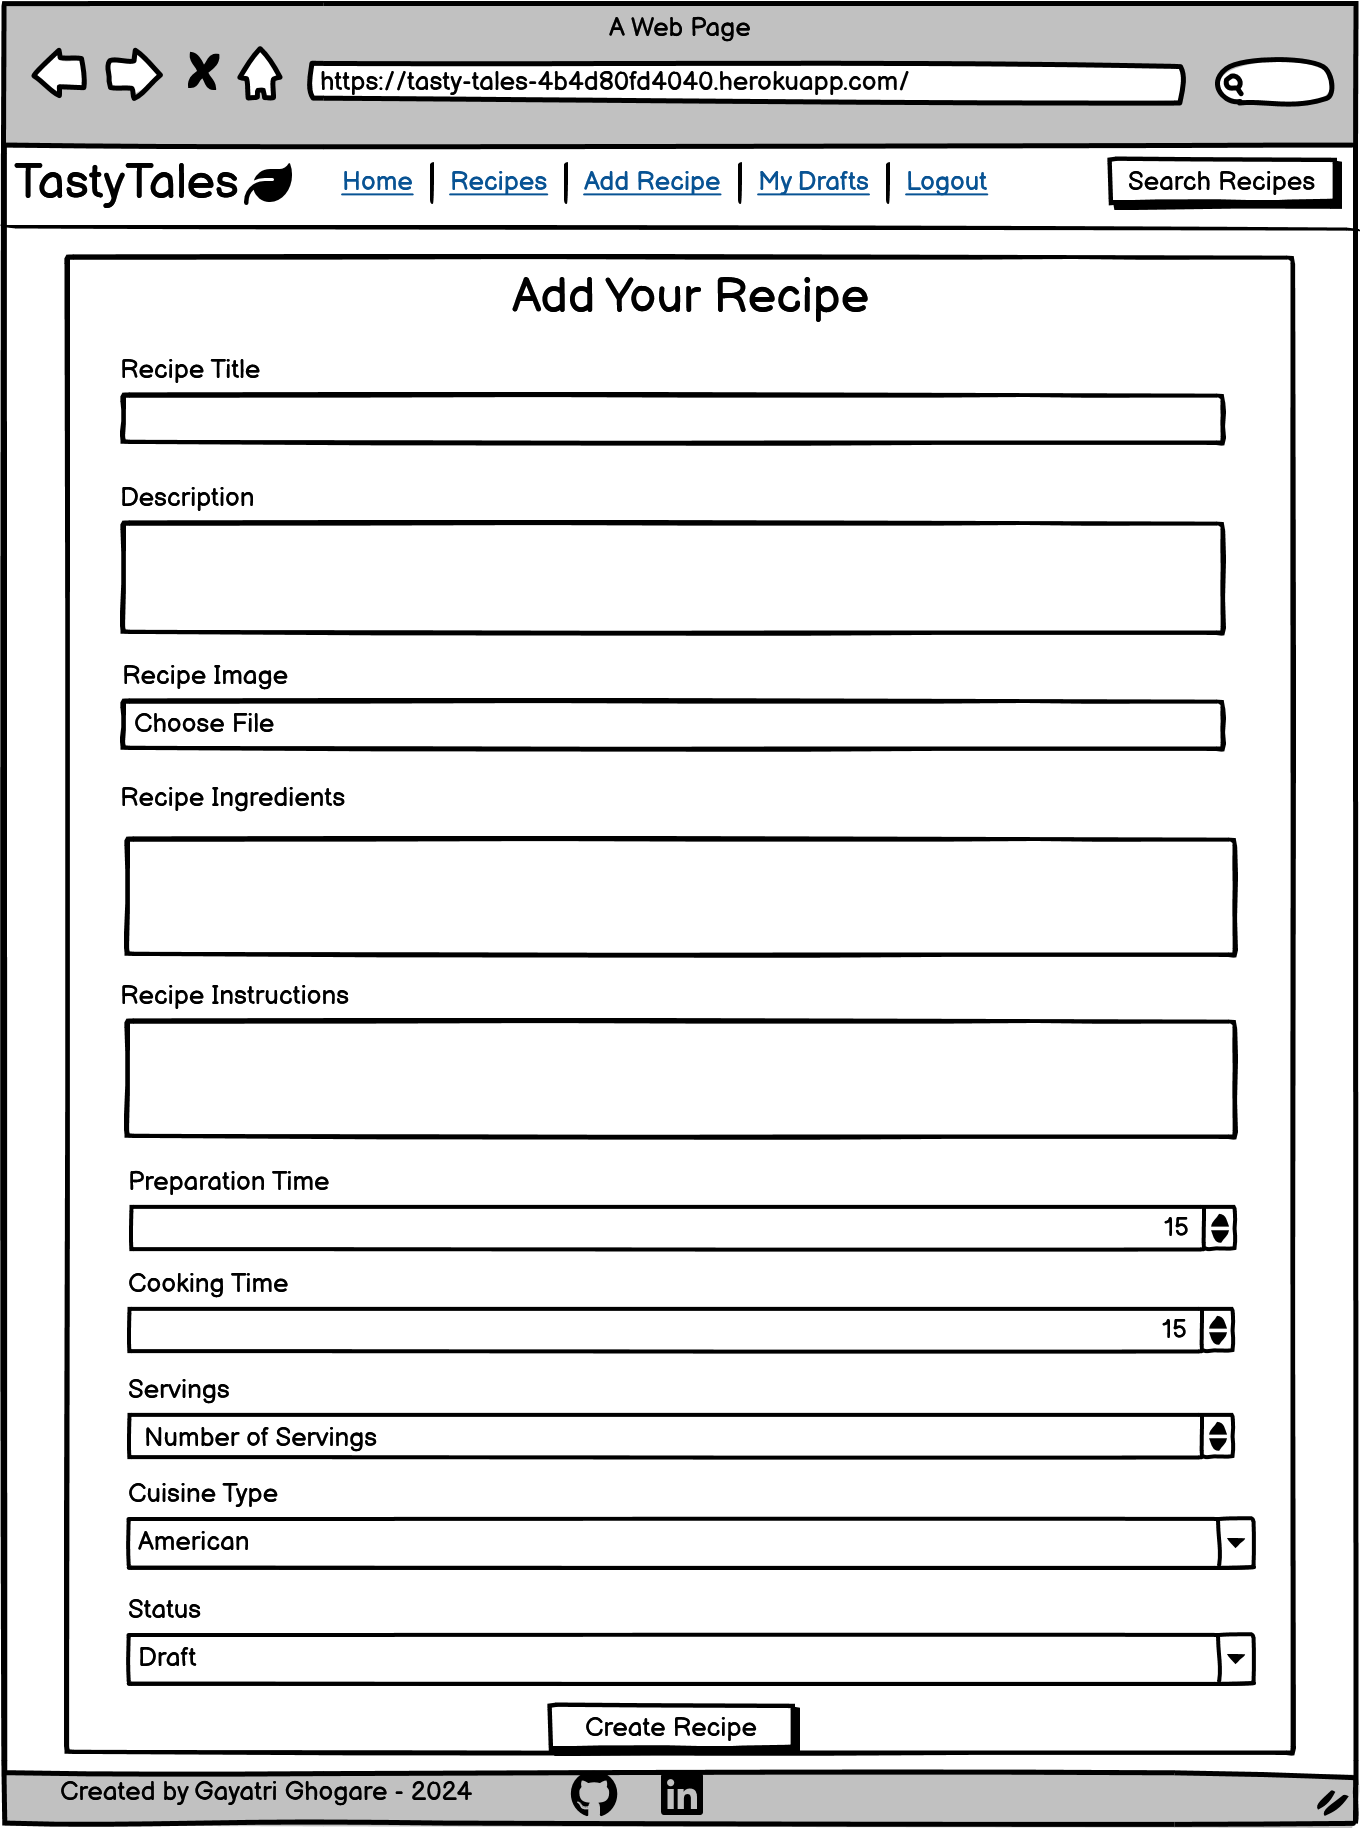 A Web Page
https://tasty-tales-4b4d80fd4040.herokuapp.com/
TastyTales Home Recipes Add Recipe My Drafts Logout Search Recipes
Add Your Recipe
Recipe Title
Description
Recipe Image
Choose File
Recipe Ingredients
Recipe Instructions
Preparation Time
15
Cooking Time
15
Servings
Number of Servings
Cuisine Type
American
Status
Draft
Create Recipe
Created by Gayatri Ghogare - 2024 in